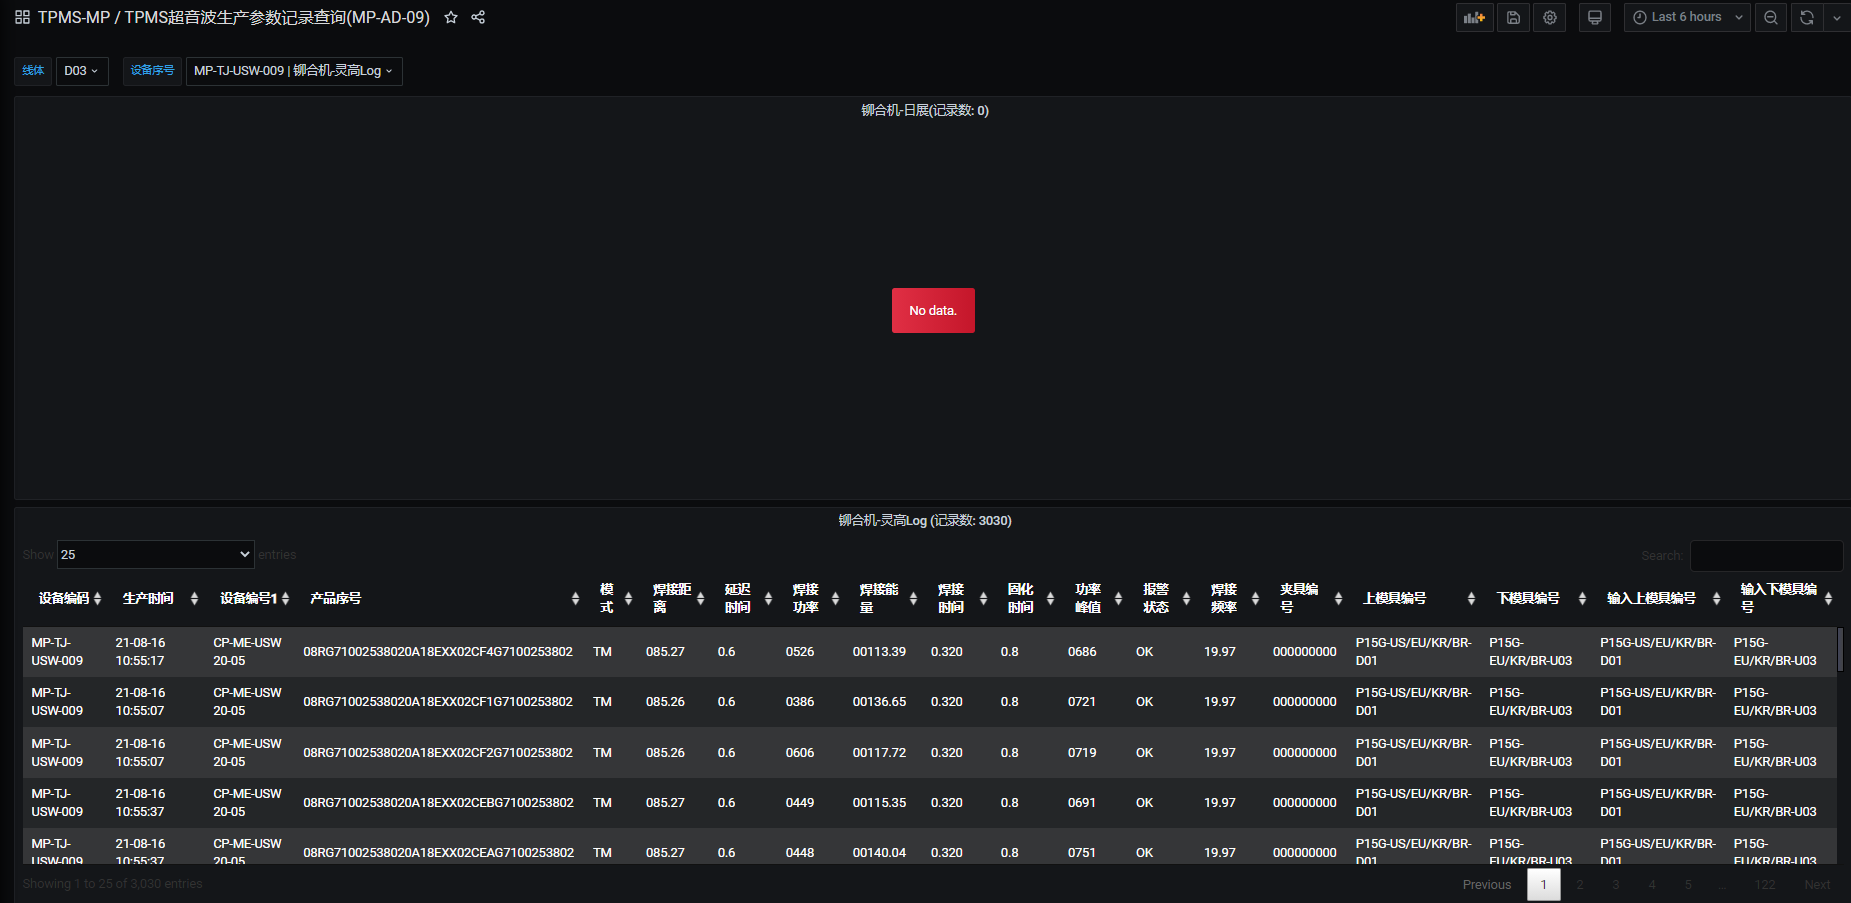 TPMS-MP / TPMS超音波生产参数记录查询(MP-AD-09)
Last 6 hours
线体 D03 设备序号 MP-TJ-USW-009 | 铆合机-灵高Log
铆合机-日展(记录数: 0)
No data.
铆合机-灵高Log (记录数: 3030)
Show 25 entries
Search:
设备编码 生产时间 设备编号1 产品序号 模式 焊接距离 延迟时间 焊接功率 焊接能量 焊接时间 固化时间 功率峰值 报警状态 焊接频率 夹具编号 上模具编号 下模具编号 输入上模具编号 输入下模具编号
MP-TJ-USW-009 21-08-16 10:55:17 CP-ME-USW20-05 08RG71002538020A18EXX02CF4G7100253802 TM 085.27 0.6 0526 00113.39 0.320 0.8 0686 OK 19.97 000000000 P15G-US/EU/KR/BR-D01 P15G-EU/KR/BR-U03 P15G-US/EU/KR/BR-D01 P15G-EU/KR/BR-U03
MP-TJ-USW-009 21-08-16 10:55:07 CP-ME-USW20-05 08RG71002538020A18EXX02CF1G7100253802 TM 085.26 0.6 0386 00136.65 0.320 0.8 0721 OK 19.97 000000000 P15G-US/EU/KR/BR-D01 P15G-EU/KR/BR-U03 P15G-US/EU/KR/BR-D01 P15G-EU/KR/BR-U03
MP-TJ-USW-009 21-08-16 10:55:07 CP-ME-USW20-05 08RG71002538020A18EXX02CF2G7100253802 TM 085.26 0.6 0606 00117.72 0.320 0.8 0719 OK 19.97 000000000 P15G-US/EU/KR/BR-D01 P15G-EU/KR/BR-U03 P15G-US/EU/KR/BR-D01 P15G-EU/KR/BR-U03
MP-TJ-USW-009 21-08-16 10:55:37 CP-ME-USW20-05 08RG71002538020A18EXX02CEBG7100253802 TM 085.27 0.6 0449 00115.35 0.320 0.8 0691 OK 19.97 000000000 P15G-US/EU/KR/BR-D01 P15G-EU/KR/BR-U03 P15G-US/EU/KR/BR-D01 P15G-EU/KR/BR-U03
MP-TJ-USW-009 21-08-16 10:55:37 CP-ME-USW20-05 08RG71002538020A18EXX02CEAG7100253802 TM 085.27 0.6 0448 00140.04 0.320 0.8 0751 OK 19.97 000000000 P15G-US/EU/KR/BR-D01 P15G-EU/KR/BR-U03 P15G-US/EU/KR/BR-D01 P15G-EU/KR/BR-U03
Showing 1 to 25 of 3,030 entries
Previous 1 2 3 4 5 ... 122 Next